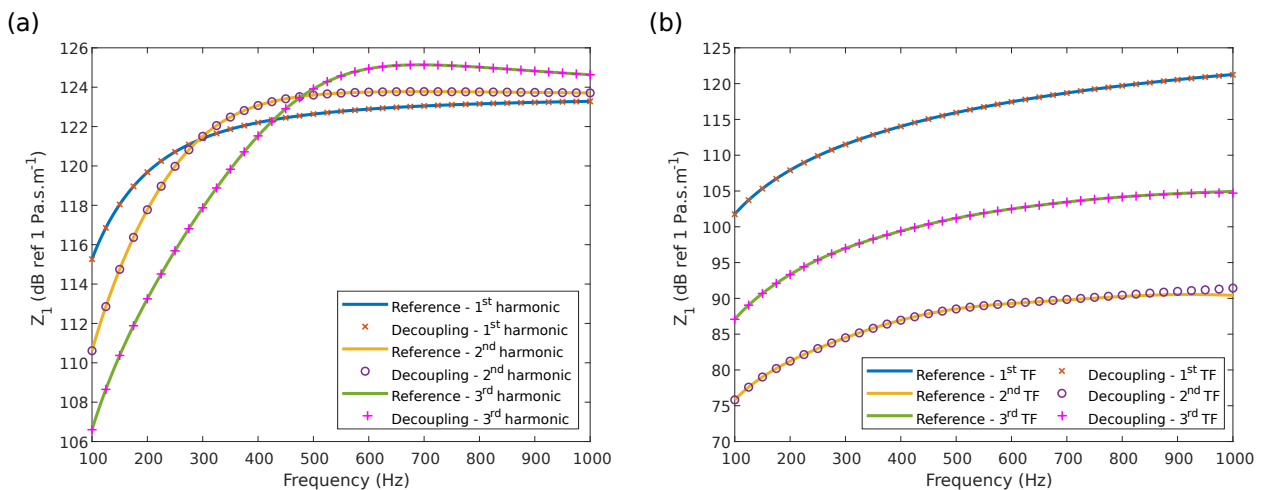 (a)
126
124
122
120
118
116
114
112
110
108
106
Z1 (dB ref 1 Pa.s.m-1)
100 200 300 400 500 600 700 800 900 1000
Frequency (Hz)
Reference - 1st harmonic
Decoupling - 1st harmonic
Reference - 2nd harmonic
Decoupling - 2nd harmonic
Reference - 3rd harmonic
Decoupling - 3rd harmonic
(b)
125
120
115
110
105
100
95
90
85
80
75
70
Z1 (dB ref 1 Pa.s.m-1)
100 200 300 400 500 600 700 800 900 1000
Frequency (Hz)
Reference - 1st TF
Reference - 2nd TF
Reference - 3rd TF
Decoupling - 1st TF
Decoupling - 2nd TF
Decoupling - 3rd TF